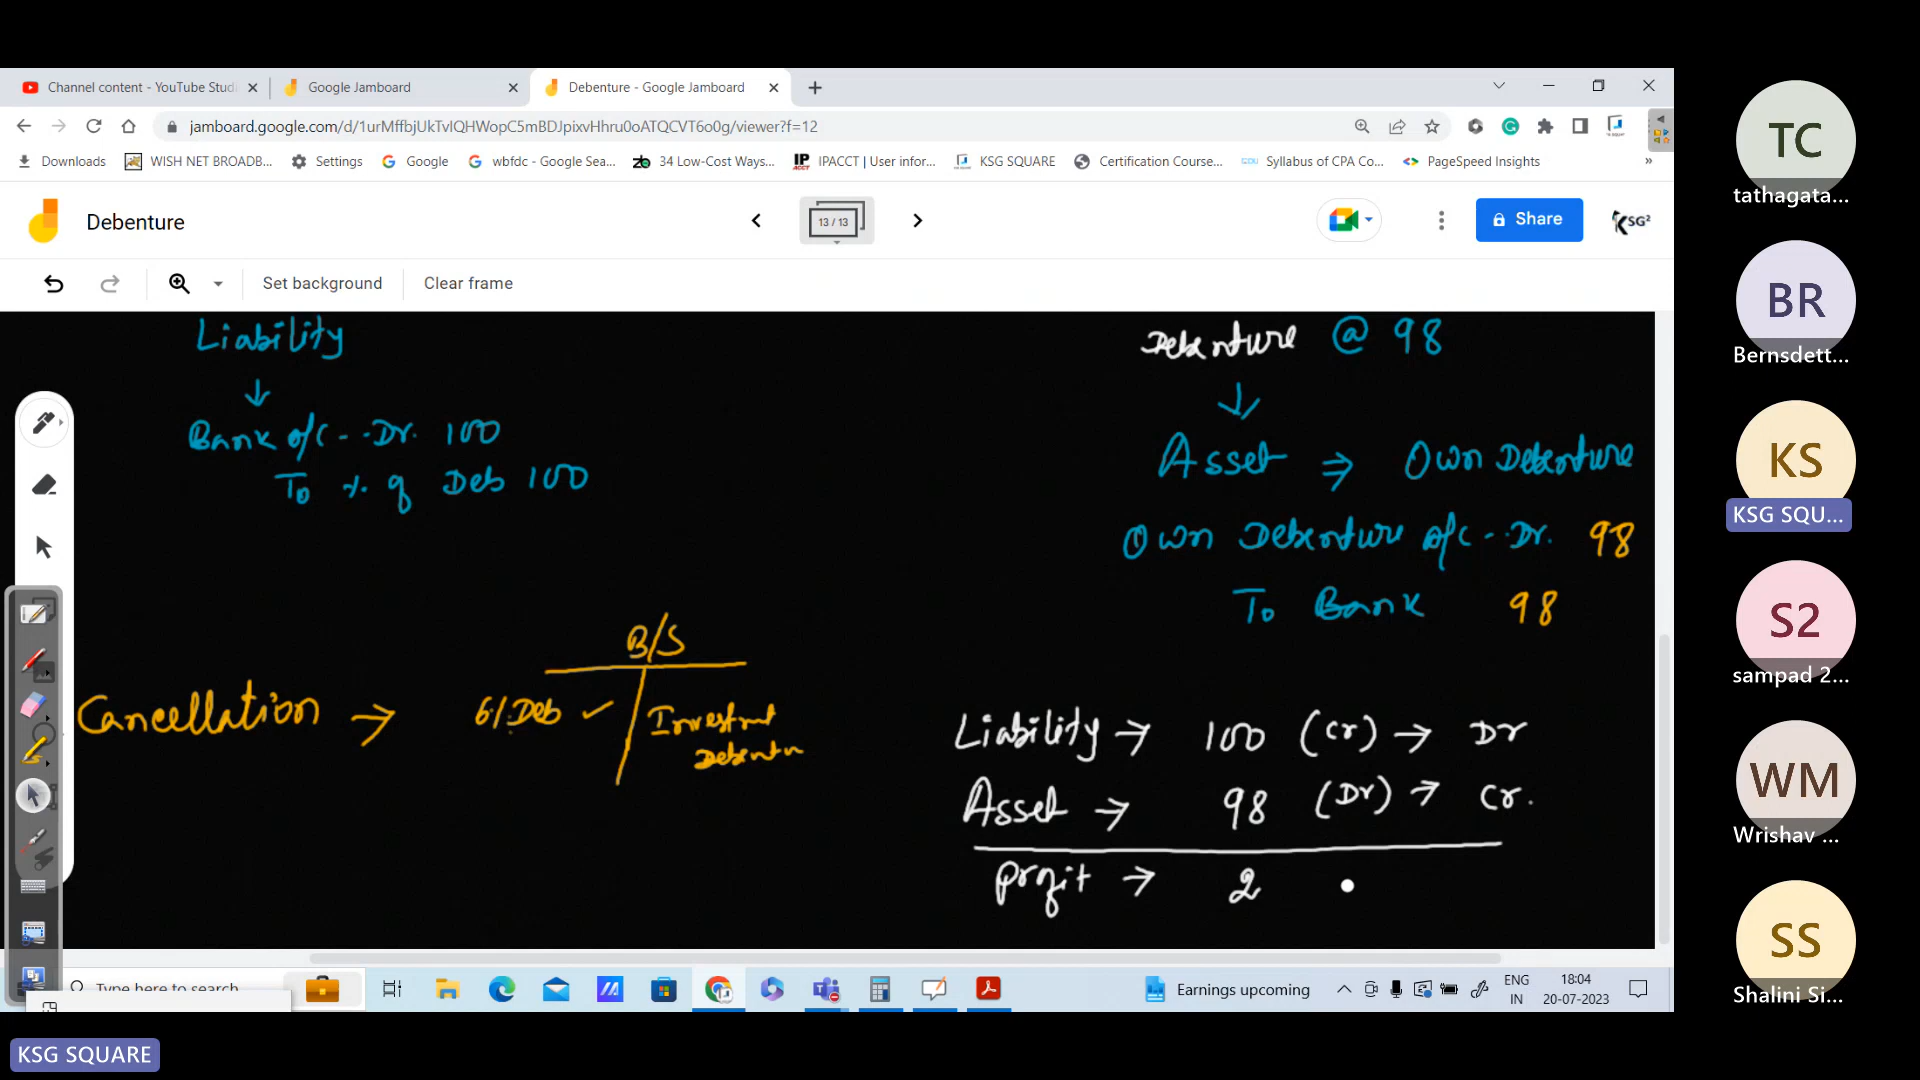 Channel content - YouTube Studi
Google Jamboard
Debenture - Google Jamboard
jamboard.google.com/d/1urMffbjUkTvIQHWopC5mBDJpixvHhru0oATQCVT6o0g/viewer?f=12
Downloads
WISH NET BROADB...
Settings
Google
wbfdc - Google Sea...
34 Low-Cost Ways...
IPACCT | User infor...
KSG SQUARE
Certification Course...
Syllabus of CPA Co...
PageSpeed Insights
»
Debenture
13 / 13
Share
KSG²
Set background
Clear frame
Liability
↓
Bank a/c - -Dr. 100
To % of Deb 100
Debenture @ 98
↓
Asset ⇒ Own Debenture
Own Debenture a/c - -Dr. 98
To Bank 98
Cancellation →
B/S
6% Deb ✓
Investment
Debentur
Liability → 100 (Cr) → Dr
Asset → 98 (Dr) → Cr.
Profit → 2
Type here to search
Earnings upcoming
ENG
IN
18:04
20-07-2023
TC
tathagata...
BR
Bernsdett...
KS
KSG SQU...
S2
sampad 2...
WM
Wrishav ...
SS
Shalini Si...
KSG SQUARE